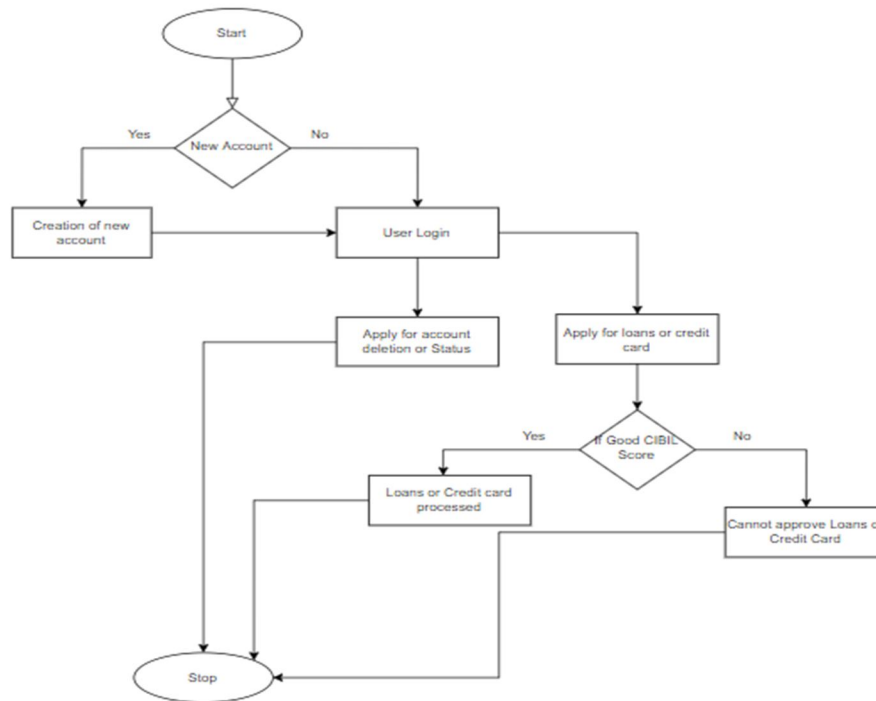 Start
Yes
No
New Account
Creation of new
account
User Login
Apply for account
deletion or Status
Apply for loans or credit
card
If Good CIBIL
Score
Yes
No
Loans or Credit card
processed
Cannot approve Loans o
Credit Card
Stop